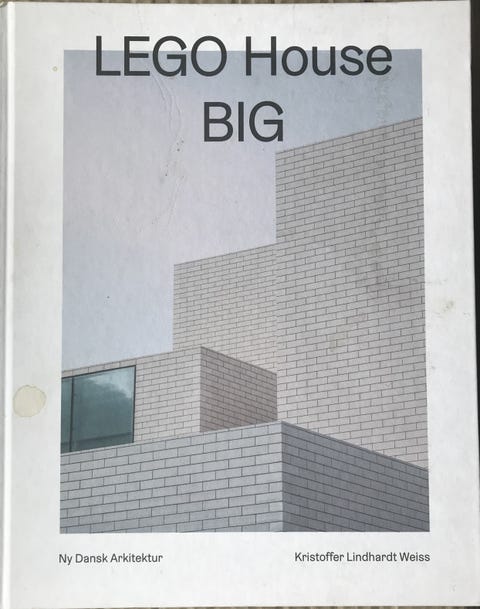 LEGO House
BIG
Ny Dansk Arkitektur
Kristoffer Lindhardt Weiss